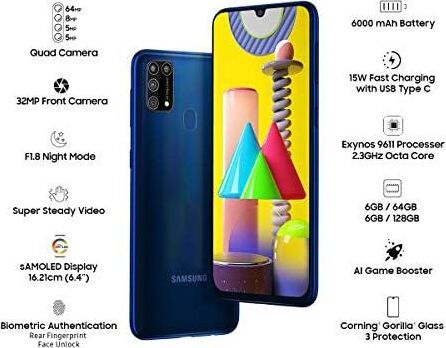 64MP
8MP
5MP
5MP
Quad Camera
32MP Front Camera
F1.8 Night Mode
Super Steady Video
sAMOLED Display
16.21cm (6.4")
Biometric Authentication
Rear Fingerprint
Face Unlock
SAMSUNG
6000 mAh Battery
15W Fast Charging
with USB Type C
Exynos 9611 Processer
2.3GHz Octa Core
6GB / 64GB
6GB / 128GB
AI Game Booster
Corning® Gorilla® Glass
3 Protection